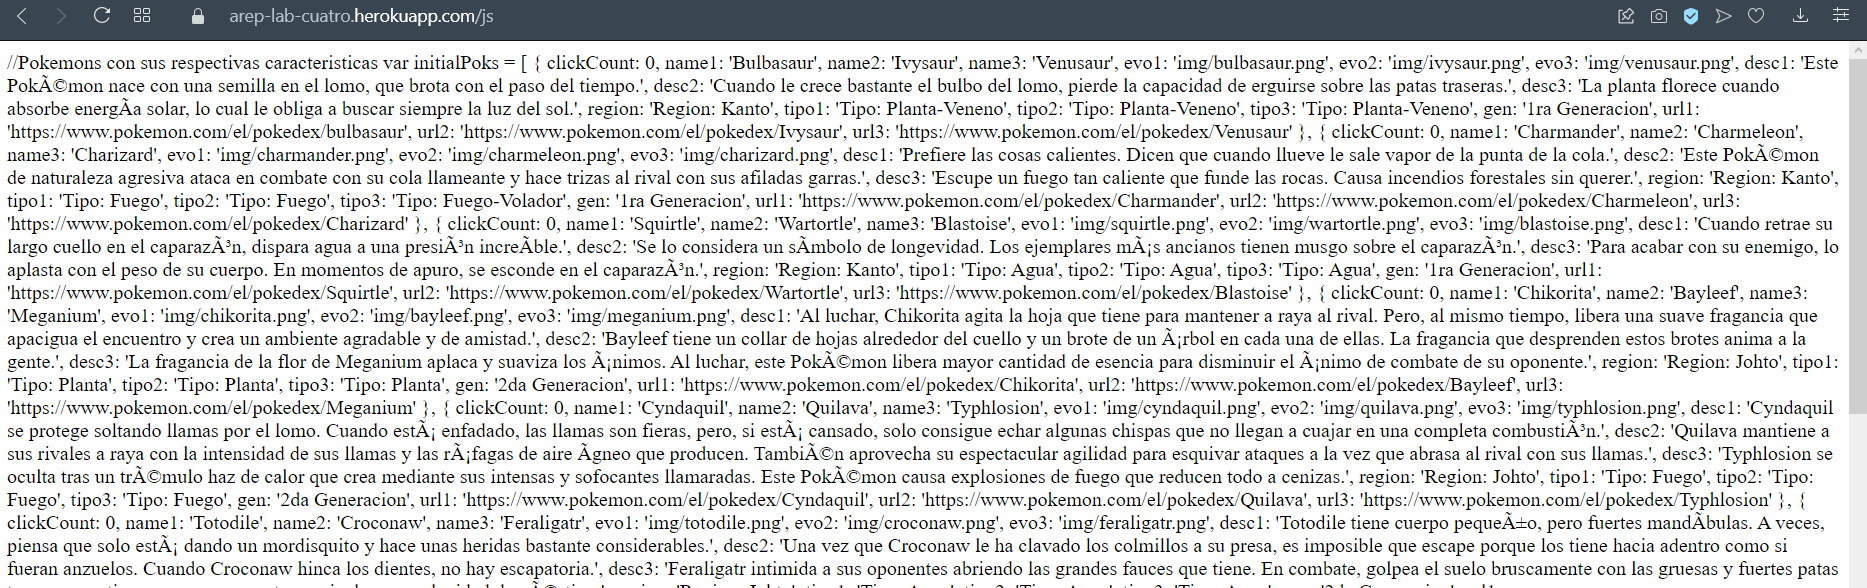 arep-lab-cuatro.herokuapp.com/js
//Pokemons con sus respectivas caracteristicas var initialPoks = [ { clickCount: 0, name1: 'Bulbasaur', name2: 'Ivysaur', name3: 'Venusaur', evo1: 'img/bulbasaur.png', evo2: 'img/ivysaur.png', evo3: 'img/venusaur.png', desc1: 'Este
PokÃ©mon nace con una semilla en el lomo, que brota con el paso del tiempo.', desc2: 'Cuando le crece bastante el bulbo del lomo, pierde la capacidad de erguirse sobre las patas traseras.', desc3: 'La planta florece cuando
absorbe energÃ­a solar, lo cual le obliga a buscar siempre la luz del sol.', region: 'Region: Kanto', tipo1: 'Tipo: Planta-Veneno', tipo2: 'Tipo: Planta-Veneno', tipo3: 'Tipo: Planta-Veneno', gen: '1ra Generacion', url1:
'https://www.pokemon.com/el/pokedex/bulbasaur', url2: 'https://www.pokemon.com/el/pokedex/Ivysaur', url3: 'https://www.pokemon.com/el/pokedex/Venusaur' }, { clickCount: 0, name1: 'Charmander', name2: 'Charmeleon',
name3: 'Charizard', evo1: 'img/charmander.png', evo2: 'img/charmeleon.png', evo3: 'img/charizard.png', desc1: 'Prefiere las cosas calientes. Dicen que cuando llueve le sale vapor de la punta de la cola.', desc2: 'Este PokÃ©mon
de naturaleza agresiva ataca en combate con su cola llameante y hace trizas al rival con sus afiladas garras.', desc3: 'Escupe un fuego tan caliente que funde las rocas. Causa incendios forestales sin querer.', region: 'Region: Kanto',
tipo1: 'Tipo: Fuego', tipo2: 'Tipo: Fuego', tipo3: 'Tipo: Fuego-Volador', gen: '1ra Generacion', url1: 'https://www.pokemon.com/el/pokedex/Charmander', url2: 'https://www.pokemon.com/el/pokedex/Charmeleon', url3:
'https://www.pokemon.com/el/pokedex/Charizard' }, { clickCount: 0, name1: 'Squirtle', name2: 'Wartortle', name3: 'Blastoise', evo1: 'img/squirtle.png', evo2: 'img/wartortle.png', evo3: 'img/blastoise.png', desc1: 'Cuando retrae su
largo cuello en el caparazÃ³n, dispara agua a una presiÃ³n increÃ­ble.', desc2: 'Se lo considera un sÃ­mbolo de longevidad. Los ejemplares mÃ¡s ancianos tienen musgo sobre el caparazÃ³n.', desc3: 'Para acabar con su enemigo, lo
aplasta con el peso de su cuerpo. En momentos de apuro, se esconde en el caparazÃ³n.', region: 'Region: Kanto', tipo1: 'Tipo: Agua', tipo2: 'Tipo: Agua', tipo3: 'Tipo: Agua', gen: '1ra Generacion', url1:
'https://www.pokemon.com/el/pokedex/Squirtle', url2: 'https://www.pokemon.com/el/pokedex/Wartortle', url3: 'https://www.pokemon.com/el/pokedex/Blastoise' }, { clickCount: 0, name1: 'Chikorita', name2: 'Bayleef', name3:
'Meganium', evo1: 'img/chikorita.png', evo2: 'img/bayleef.png', evo3: 'img/meganium.png', desc1: 'Al luchar, Chikorita agita la hoja que tiene para mantener a raya al rival. Pero, al mismo tiempo, libera una suave fragancia que
apacigua el encuentro y crea un ambiente agradable y de amistad.', desc2: 'Bayleef tiene un collar de hojas alrededor del cuello y un brote de un Ã¡rbol en cada una de ellas. La fragancia que desprenden estos brotes anima a la
gente.', desc3: 'La fragancia de la flor de Meganium aplaca y suaviza los Ã¡nimos. Al luchar, este PokÃ©mon libera mayor cantidad de esencia para disminuir el Ã¡nimo de combate de su oponente.', region: 'Region: Johto', tipo1:
'Tipo: Planta', tipo2: 'Tipo: Planta', tipo3: 'Tipo: Planta', gen: '2da Generacion', url1: 'https://www.pokemon.com/el/pokedex/Chikorita', url2: 'https://www.pokemon.com/el/pokedex/Bayleef', url3:
'https://www.pokemon.com/el/pokedex/Meganium' }, { clickCount: 0, name1: 'Cyndaquil', name2: 'Quilava', name3: 'Typhlosion', evo1: 'img/cyndaquil.png', evo2: 'img/quilava.png', evo3: 'img/typhlosion.png', desc1: 'Cyndaquil
se protege soltando llamas por el lomo. Cuando estÃ¡ enfadado, las llamas son fieras, pero, si estÃ¡ cansado, solo consigue echar algunas chispas que no llegan a cuajar en una completa combustiÃ³n.', desc2: 'Quilava mantiene a
sus rivales a raya con la intensidad de sus llamas y las rÃ¡fagas de aire Ã­gneo que producen. TambiÃ©n aprovecha su espectacular agilidad para esquivar ataques a la vez que abrasa al rival con sus llamas.', desc3: 'Typhlosion se
oculta tras un trÃ©mulo haz de calor que crea mediante sus intensas y sofocantes llamaradas. Este PokÃ©mon causa explosiones de fuego que reducen todo a cenizas.', region: 'Region: Johto', tipo1: 'Tipo: Fuego', tipo2: 'Tipo:
Fuego', tipo3: 'Tipo: Fuego', gen: '2da Generacion', url1: 'https://www.pokemon.com/el/pokedex/Cyndaquil', url2: 'https://www.pokemon.com/el/pokedex/Quilava', url3: 'https://www.pokemon.com/el/pokedex/Typhlosion' }, {
clickCount: 0, name1: 'Totodile', name2: 'Croconaw', name3: 'Feraligatr', evo1: 'img/totodile.png', evo2: 'img/croconaw.png', evo3: 'img/feraligatr.png', desc1: 'Totodile tiene cuerpo pequeÃ±o, pero fuertes mandÃ­bulas. A veces,
piensa que solo estÃ¡ dando un mordisquito y hace unas heridas bastante considerables.', desc2: 'Una vez que Croconaw le ha clavado los colmillos a su presa, es imposible que escape porque los tiene hacia adentro como si
fueran anzuelos. Cuando Croconaw hinca los dientes, no hay escapatoria.', desc3: 'Feraligatr intimida a sus oponentes abriendo las grandes fauces que tiene. En combate, golpea el suelo bruscamente con las gruesas y fuertes patas